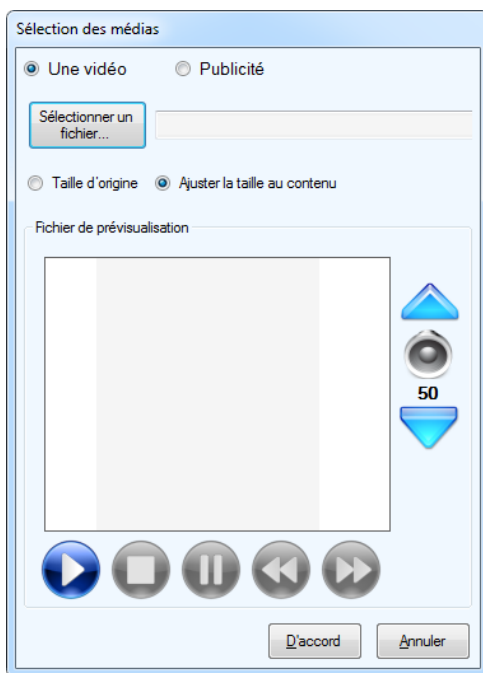 Sélection des médias
Une vidéo Publicité
Sélectionner un
fichier...
Taille d'origine Ajuster la taille au contenu
Fichier de prévisualisation
50
D'accord Annuler